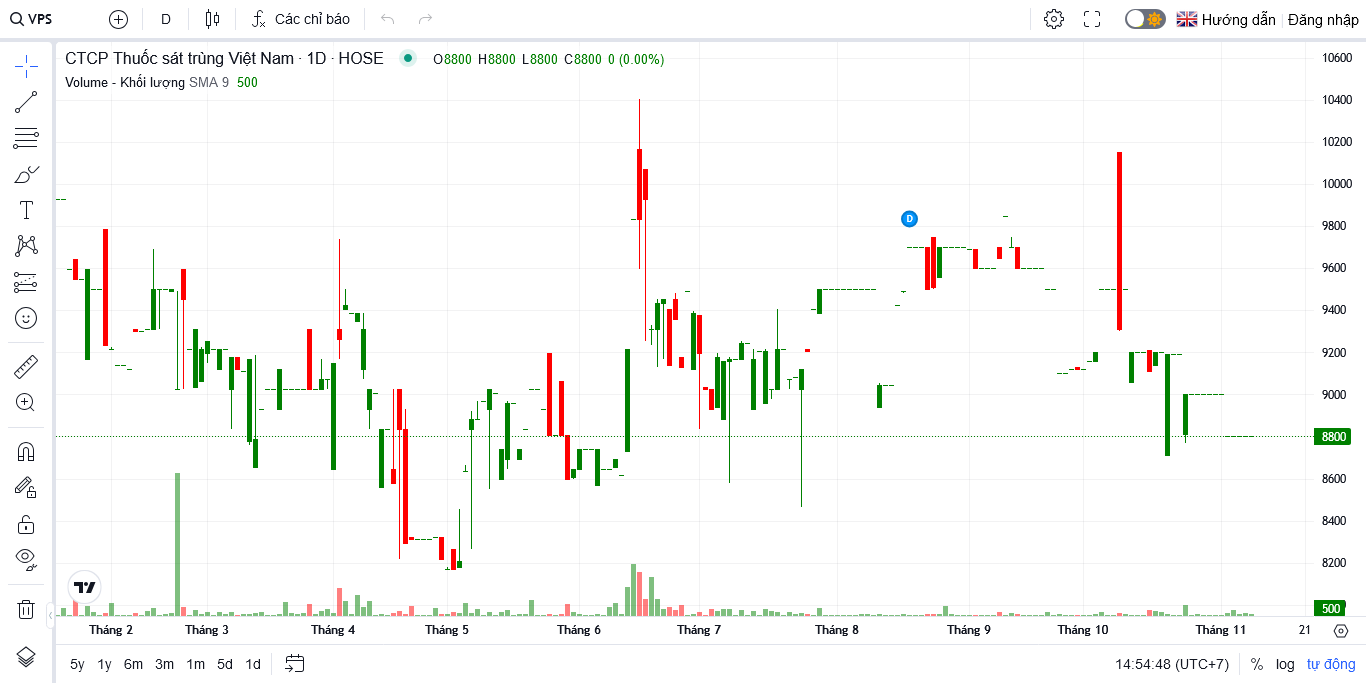 VPS D Các chỉ báo Hướng dẫn Đăng nhập
CTCP Thuốc sát trùng Việt Nam · 1D · HOSE O8800 H8800 L8800 C8800 0 (0.00%)
Volume - Khối lượng SMA 9 500
10600
10400
10200
10000
9800
D
9600
9400
9200
9000
8800
8600
8400
8200
500
Tháng 2 Tháng 3 Tháng 4 Tháng 5 Tháng 6 Tháng 7 Tháng 8 Tháng 9 Tháng 10 Tháng 11 21
5y 1y 6m 3m 1m 5d 1d 14:54:48 (UTC+7) % log tự động